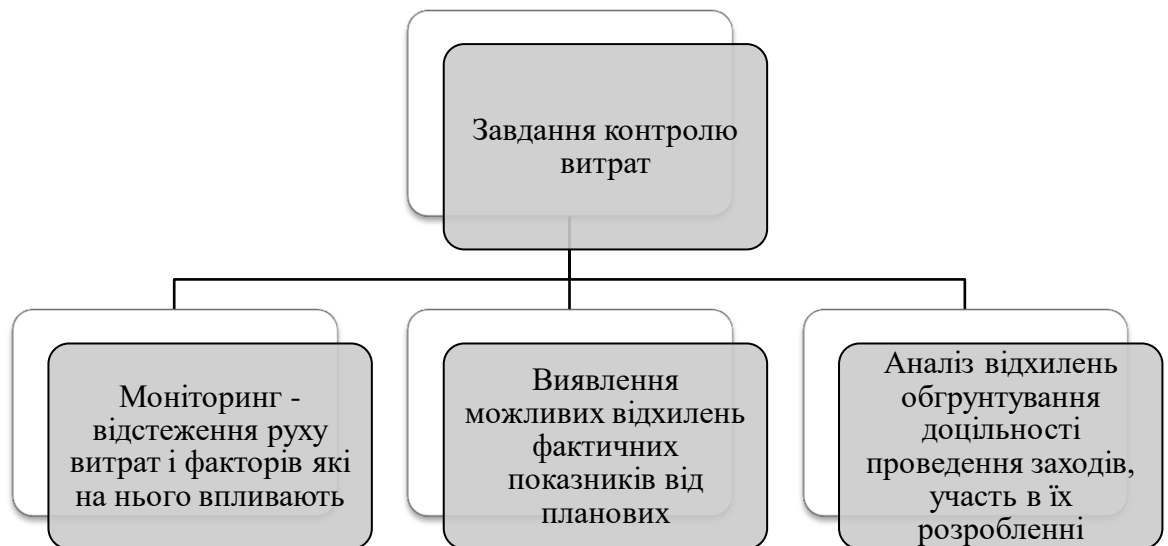 Завдання контролю
витрат
Моніторинг -
відстеження руху
витрат і факторів які
на нього впливають
Виявлення
можливих відхилень
фактичних
показників від
планових
Аналіз відхилень
обгрунтування
доцільності
проведення заходів,
участь в їх
розробленні